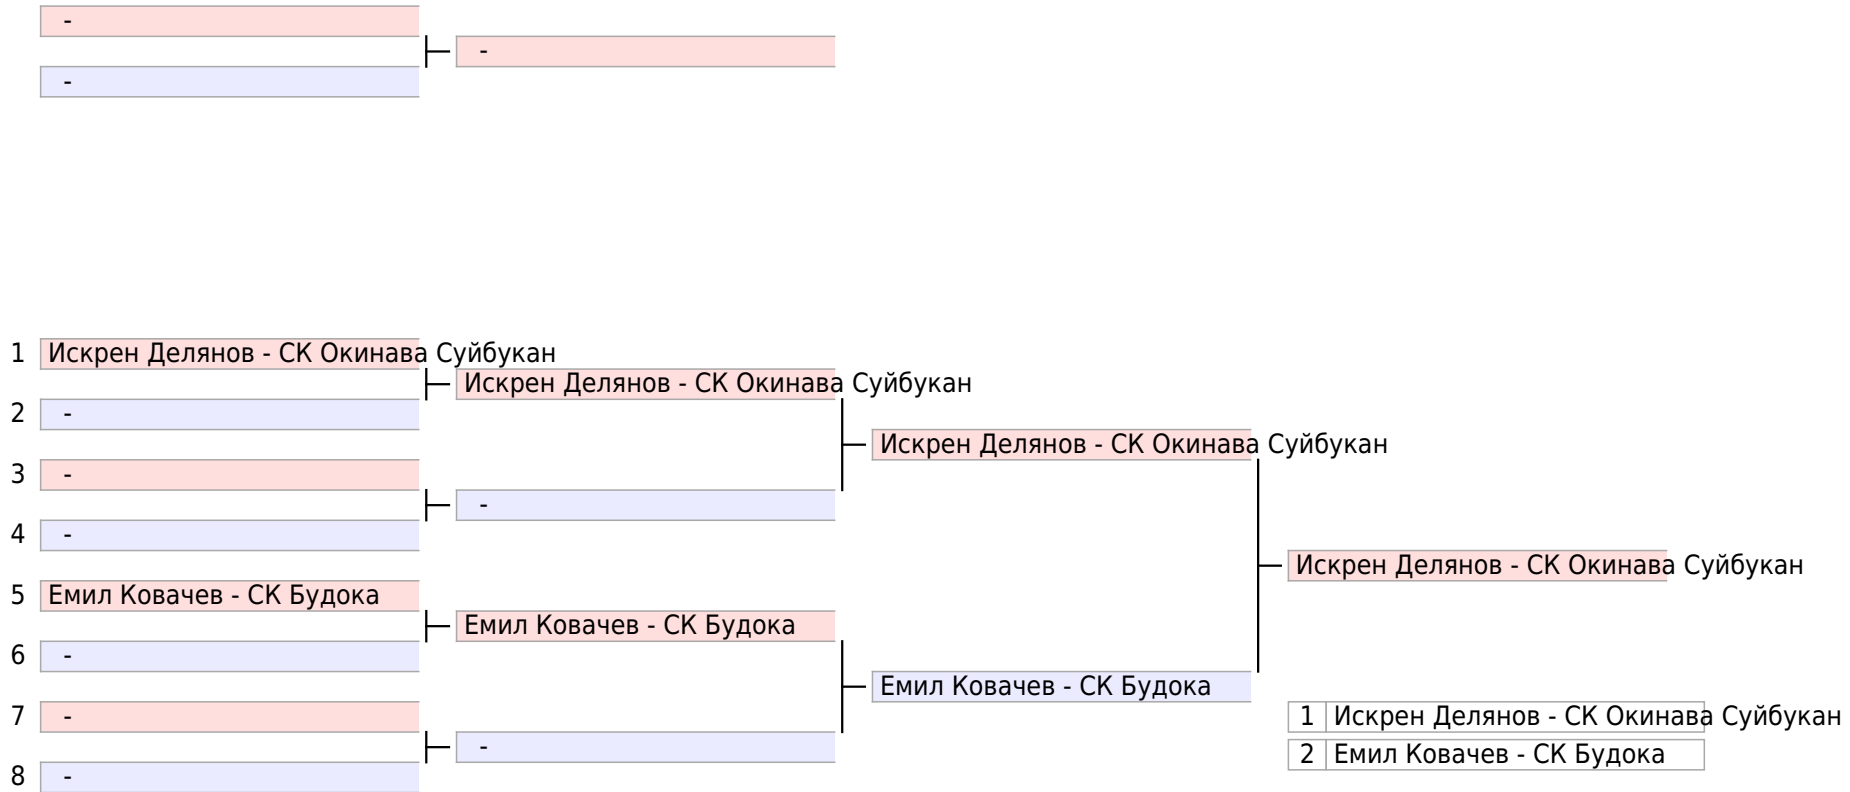 -
-
-
1 Искрен Делянов - СК Окинава Суйбукан
Искрен Делянов - СК Окинава Суйбукан
2 -
Искрен Делянов - СК Окинава Суйбукан
3 -
-
4 -
Искрен Делянов - СК Окинава Суйбукан
5 Емил Ковачев - СК Будока
Емил Ковачев - СК Будока
6 -
Емил Ковачев - СК Будока
7 -
1 Искрен Делянов - СК Окинава Суйбукан
-
2 Емил Ковачев - СК Будока
8 -